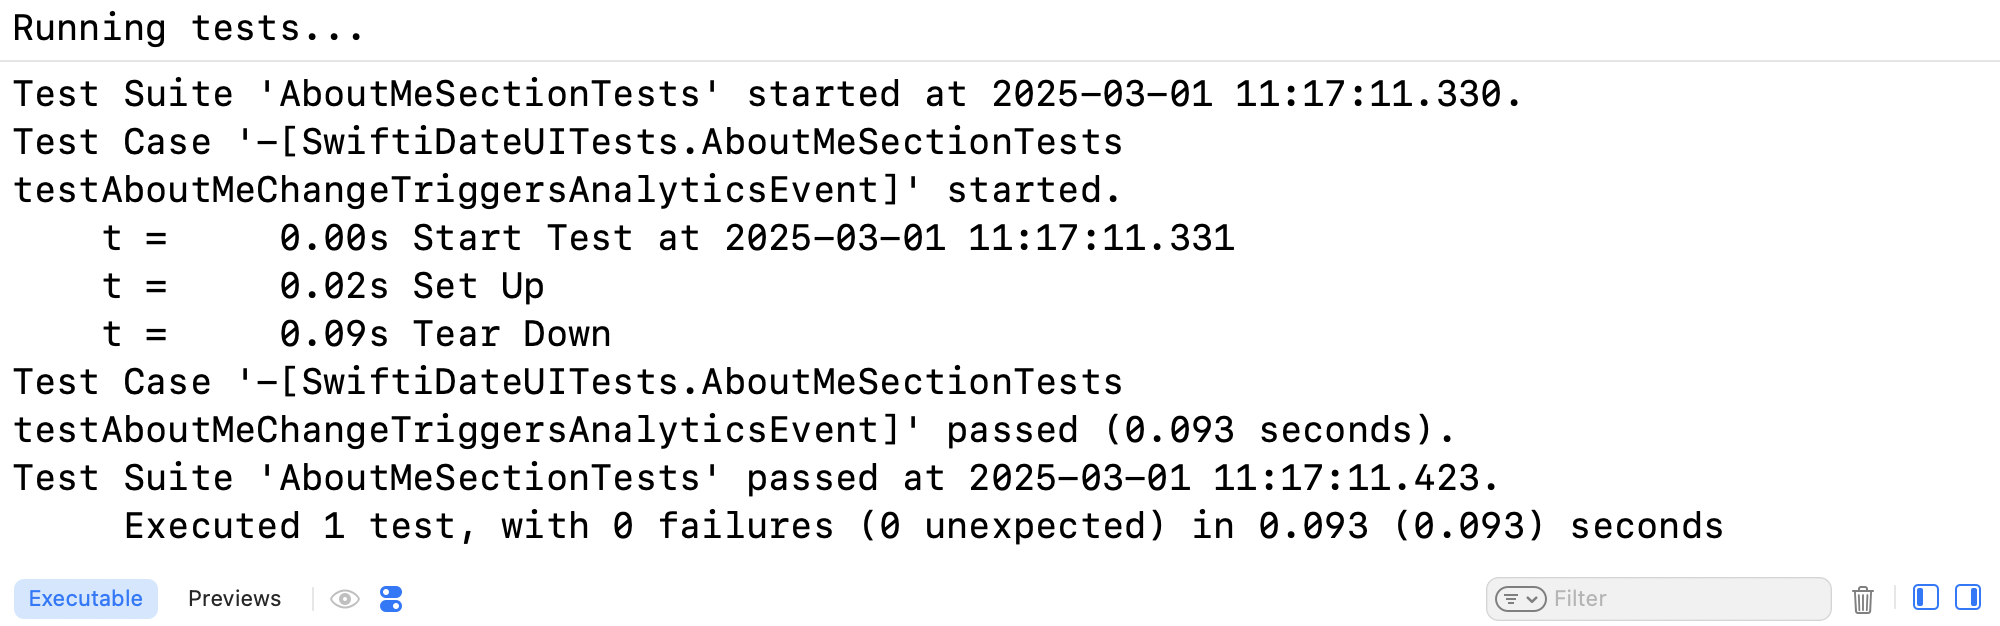 Running tests...
Test Suite 'AboutMeSectionTests' started at 2025-03-01 11:17:11.330.
Test Case '-[SwiftiDateUITests.AboutMeSectionTests
testAboutMeChangeTriggersAnalyticsEvent]' started.
    t =     0.00s Start Test at 2025-03-01 11:17:11.331
    t =     0.02s Set Up
    t =     0.09s Tear Down
Test Case '-[SwiftiDateUITests.AboutMeSectionTests
testAboutMeChangeTriggersAnalyticsEvent]' passed (0.093 seconds).
Test Suite 'AboutMeSectionTests' passed at 2025-03-01 11:17:11.423.
     Executed 1 test, with 0 failures (0 unexpected) in 0.093 (0.093) seconds
Executable Previews Filter